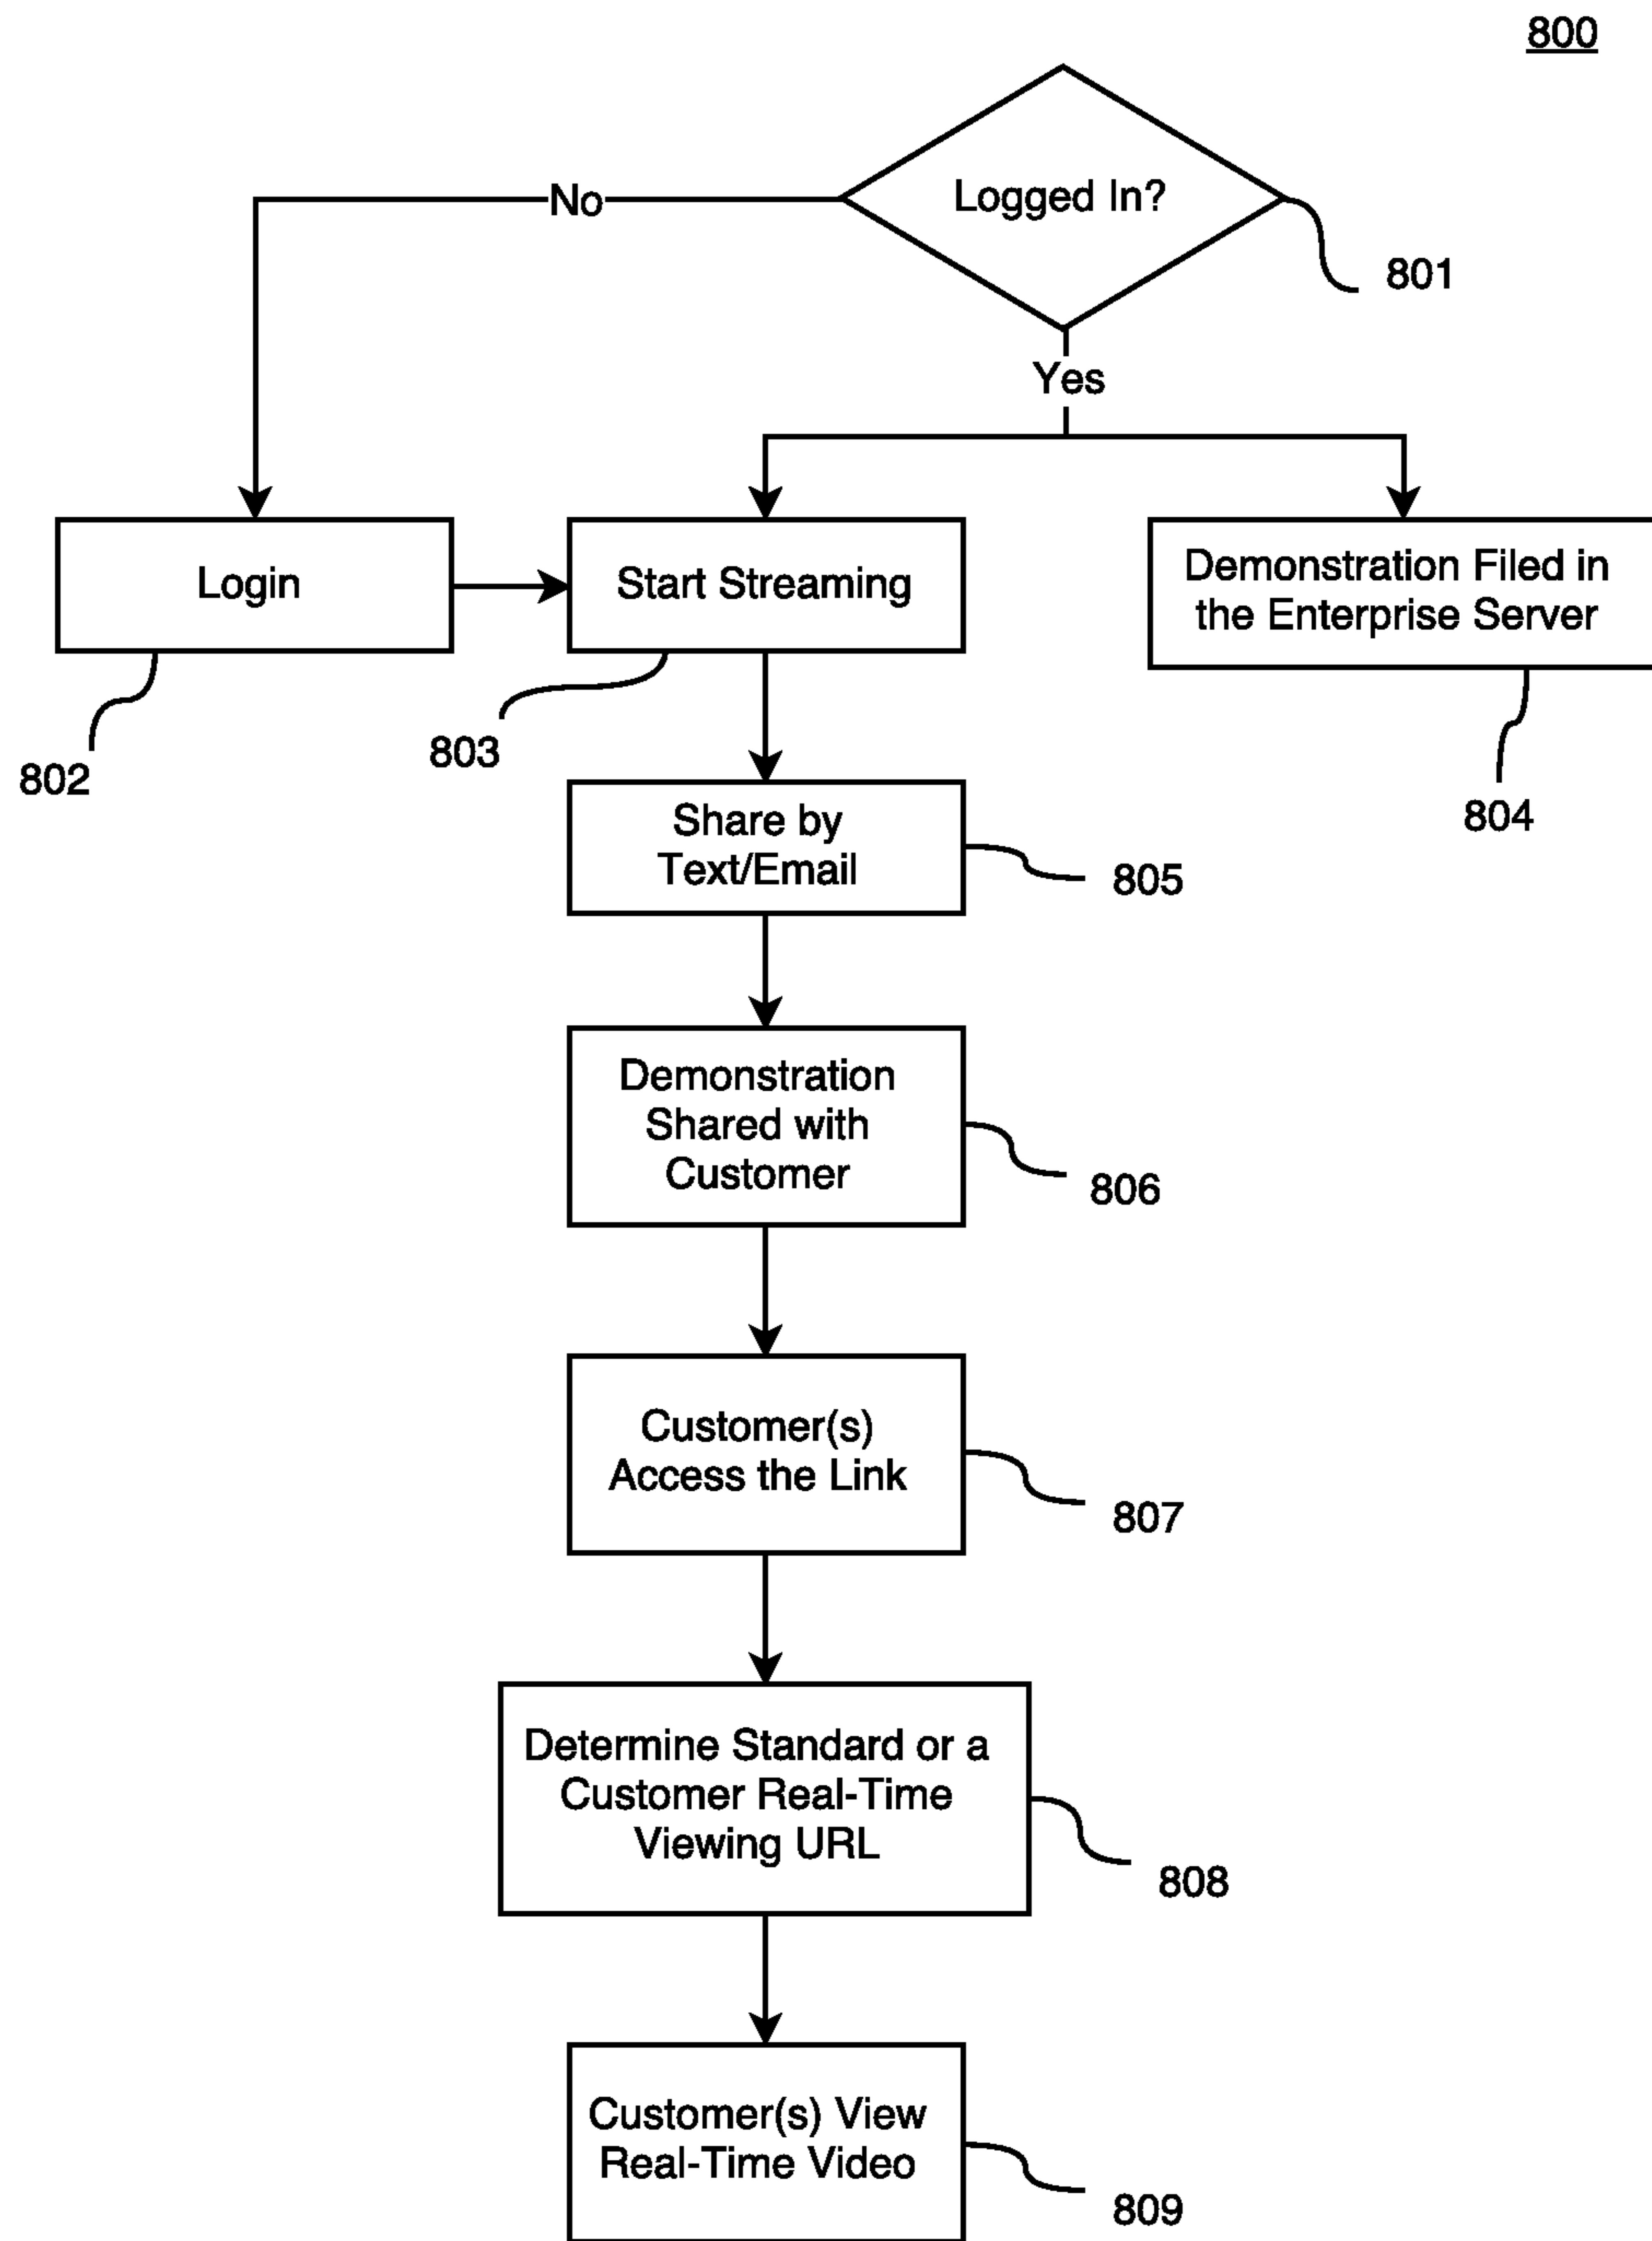 800
Logged In?
No
801
Yes
Login
Start Streaming
Demonstration Filed in
the Enterprise Server
802
803
804
Share by
Text/Email
805
Demonstration
Shared with
Customer
806
Customer(s)
Access the Link
807
Determine Standard or a
Customer Real-Time
Viewing URL
808
Customer(s) View
Real-Time Video
809